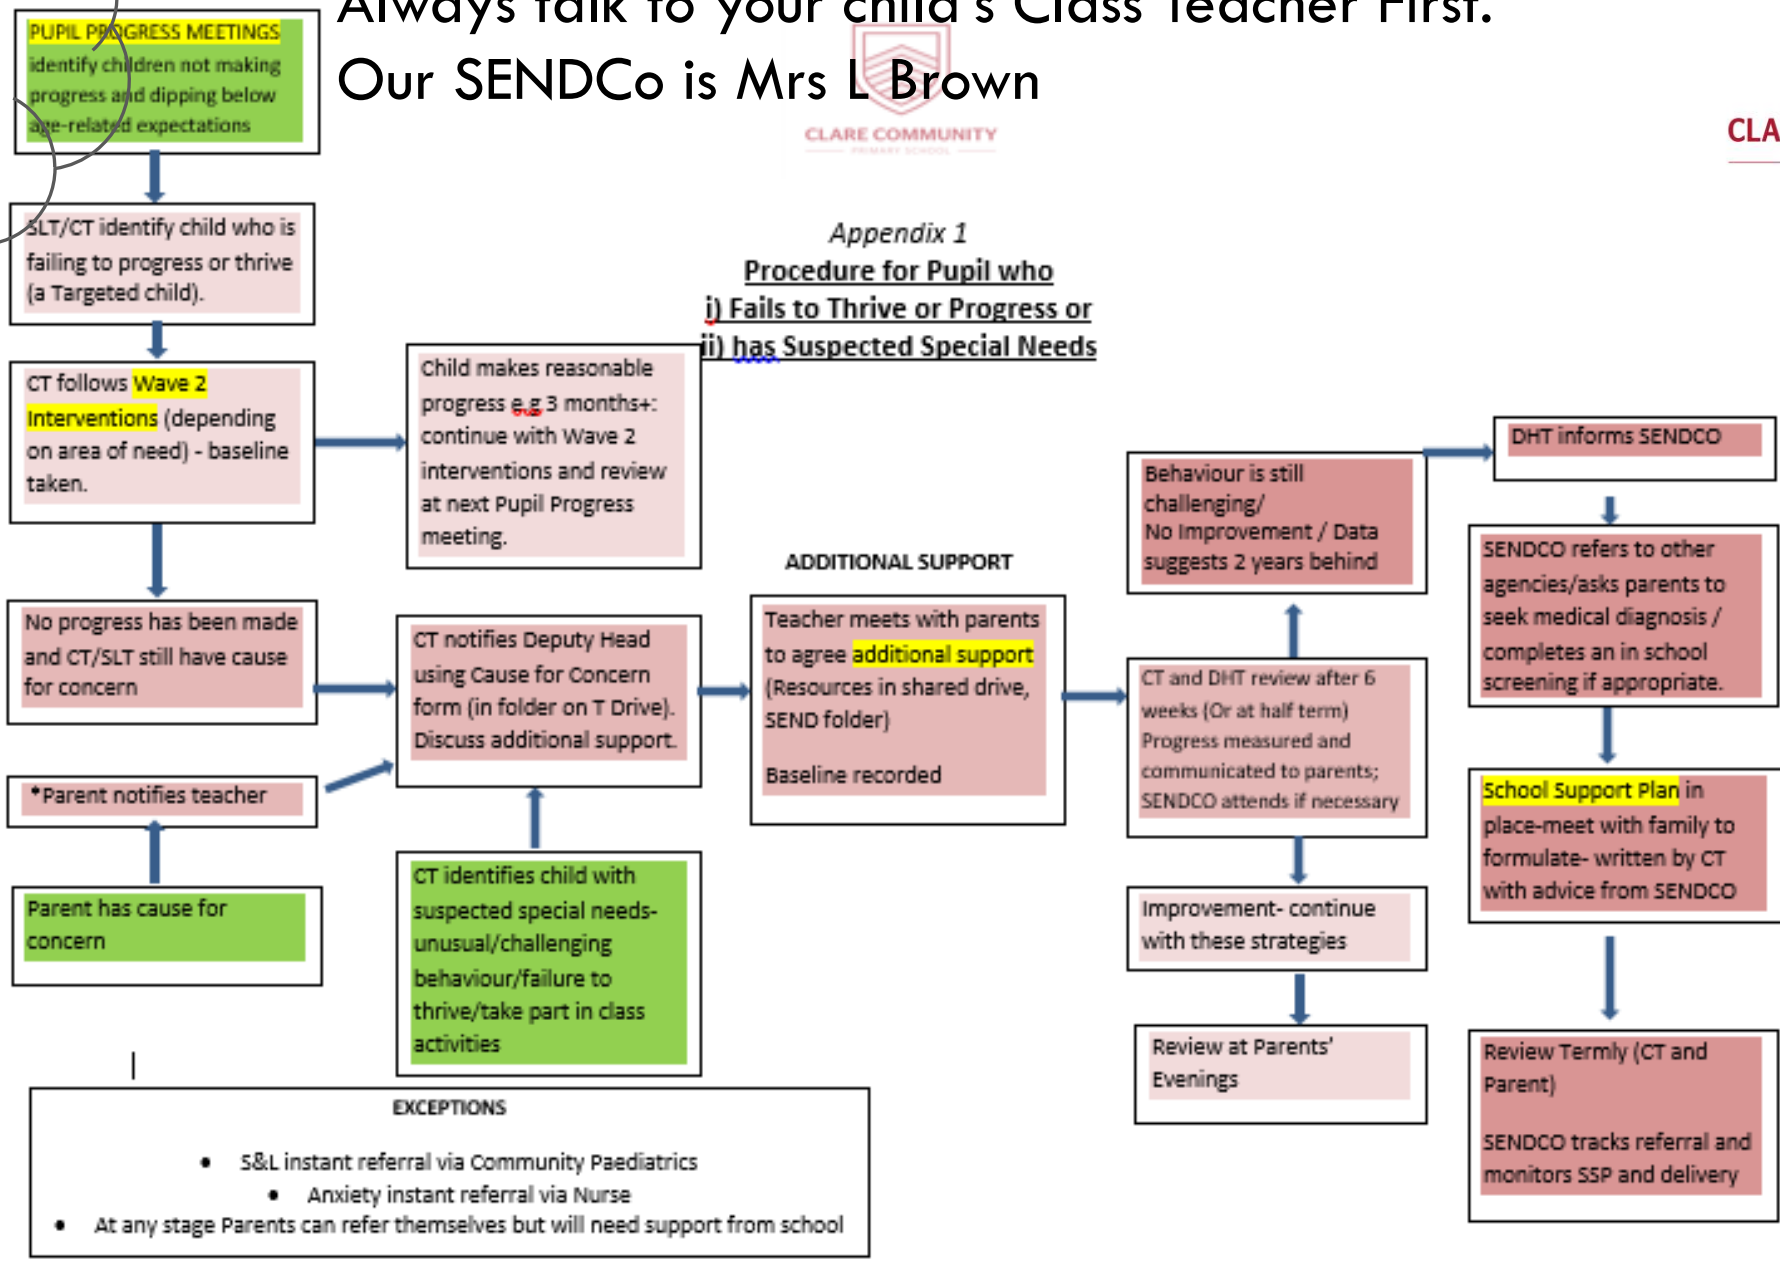 Always talk to your child's Class Teacher First.
Our SENDCo is Mrs L Brown
CLARE COMMUNITY
PRIMARY SCHOOL
CLA
PUPIL PROGRESS MEETINGS
identify children not making
progress and dipping below
age-related expectations
SLT/CT identify child who is
failing to progress or thrive
(a Targeted child).
Appendix 1
Procedure for Pupil who
i) Fails to Thrive or Progress or
ii) has Suspected Special Needs
CT follows Wave 2
Interventions (depending
on area of need) - baseline
taken.
Child makes reasonable
progress e.g 3 months+:
continue with Wave 2
interventions and review
at next Pupil Progress
meeting.
No progress has been made
and CT/SLT still have cause
for concern
*Parent notifies teacher
Parent has cause for
concern
CT notifies Deputy Head
using Cause for Concern
form (in folder on T Drive).
Discuss additional support.
CT identifies child with
suspected special needs-
unusual/challenging
behaviour/failure to
thrive/take part in class
activities
ADDITIONAL SUPPORT
Teacher meets with parents
to agree additional support
(Resources in shared drive,
SEND folder)
Baseline recorded
Behaviour is still
challenging/
No Improvement / Data
suggests 2 years behind
CT and DHT review after 6
weeks (Or at half term)
Progress measured and
communicated to parents;
SENDCO attends if necessary
Improvement- continue
with these strategies
Review at Parents'
Evenings
DHT informs SENDCO
SENDCO refers to other
agencies/asks parents to
seek medical diagnosis /
completes an in school
screening if appropriate.
School Support Plan in
place-meet with family to
formulate- written by CT
with advice from SENDCO
Review Termly (CT and
Parent)
SENDCO tracks referral and
monitors SSP and delivery
EXCEPTIONS
• S&L instant referral via Community Paediatrics
• Anxiety instant referral via Nurse
• At any stage Parents can refer themselves but will need support from school